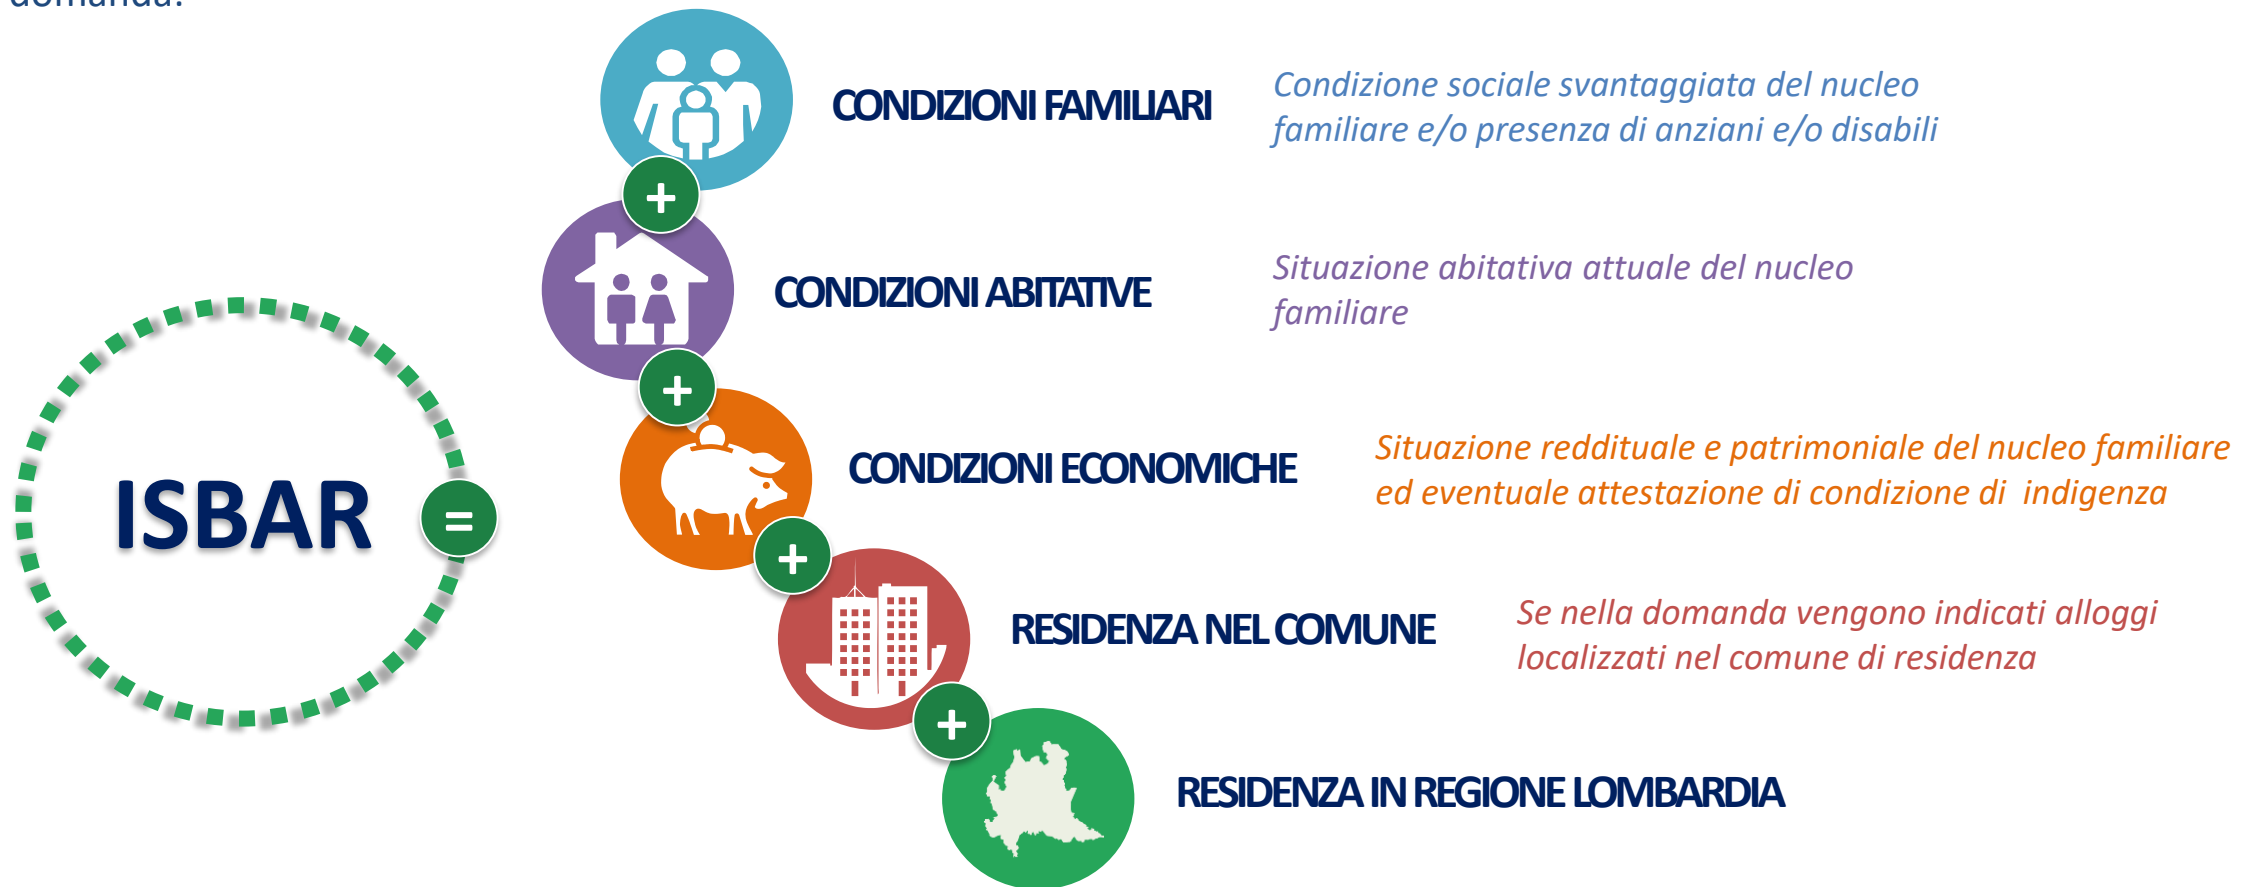 domanda:
CONDIZIONI FAMILIARI
Condizione sociale svantaggiata del nucleo
familiare e/o presenza di anziani e/o disabili
+
CONDIZIONI ABITATIVE
Situazione abitativa attuale del nucleo
familiare
+
CONDIZIONI ECONOMICHE
Situazione reddituale e patrimoniale del nucleo familiare
ed eventuale attestazione di condizione di indigenza
ISBAR =
+
RESIDENZA NEL COMUNE
Se nella domanda vengono indicati alloggi
localizzati nel comune di residenza
+
RESIDENZA IN REGIONE LOMBARDIA